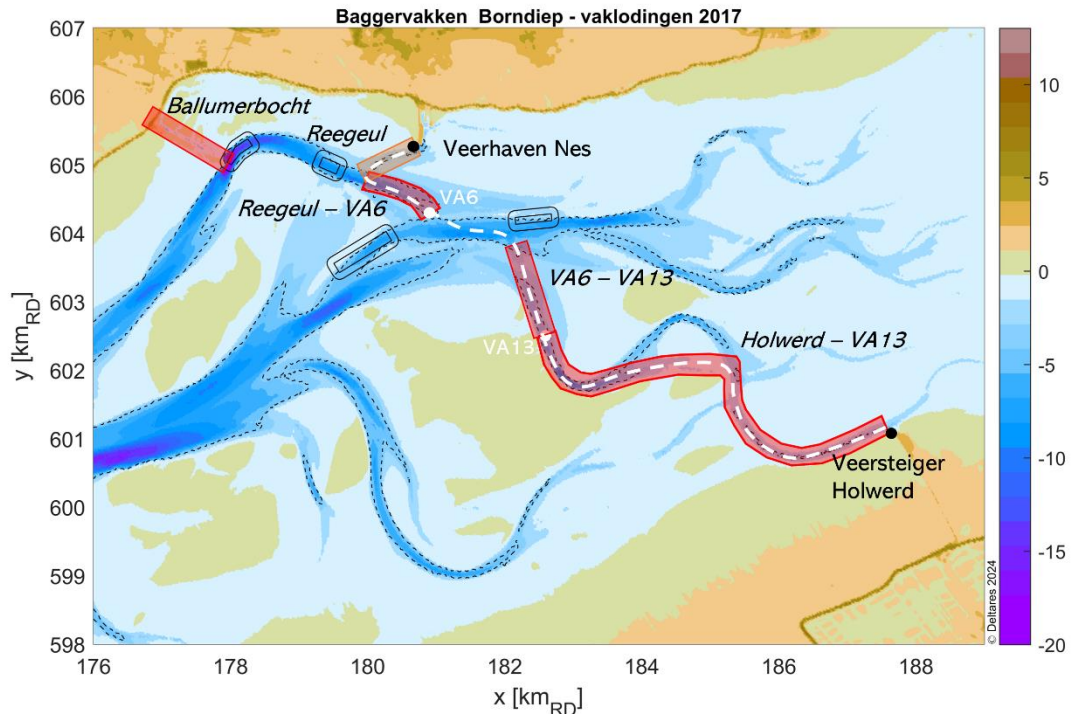 Baggervakken Borndiep - vaklodingen 2017
607
606
605
604
603
602
601
600
599
598
y [km_RD]
176
178
180
182
184
186
188
x [km_RD]
Ballumerbocht
Reegeul
Veerhaven Nes
Reegeul – VA6
VA6
VA6 – VA13
VA13
Holwerd – VA13
Veersteiger
Holwerd
© Deltares 2024
10
5
0
-5
-10
-15
-20